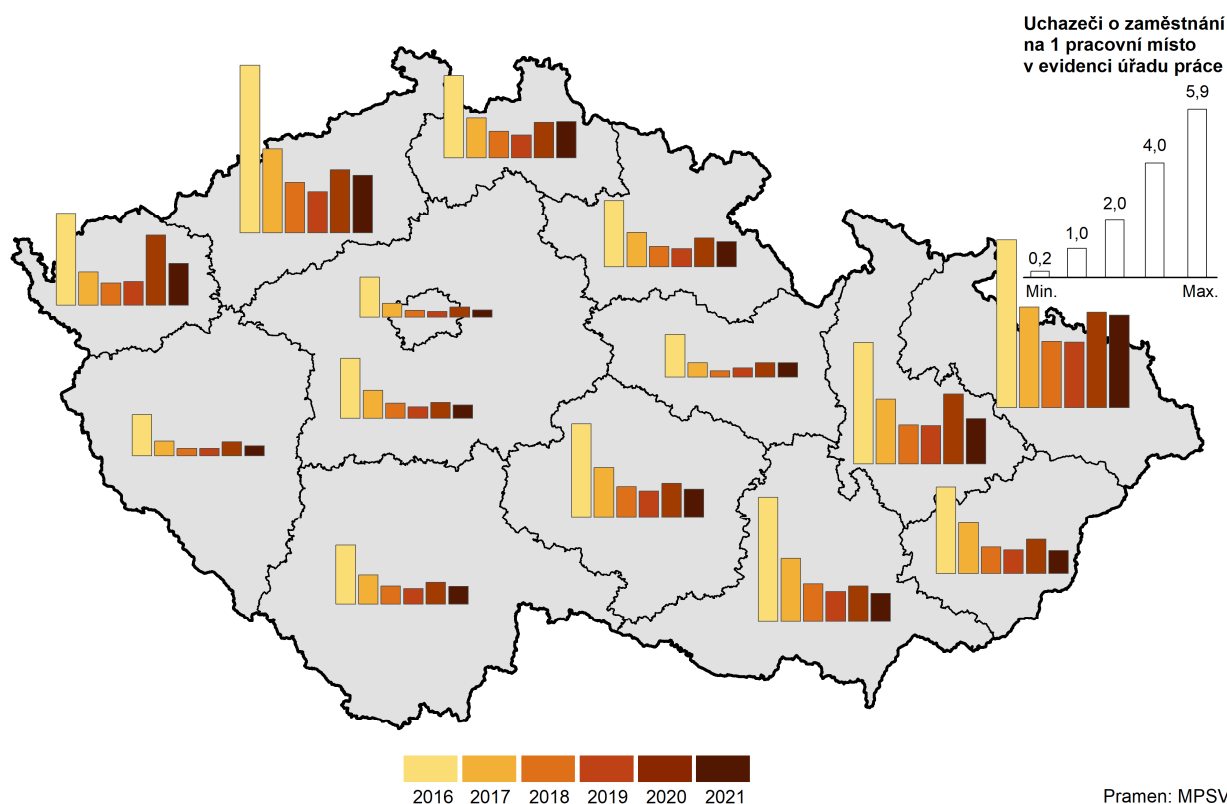 Uchazeči o zaměstnání
na 1 pracovní místo
v evidenci úřadu práce
5,9
4,0
2,0
1,0
0,2
Min.
Max.
2016
2017
2018
2019
2020
2021
Pramen: MPSV